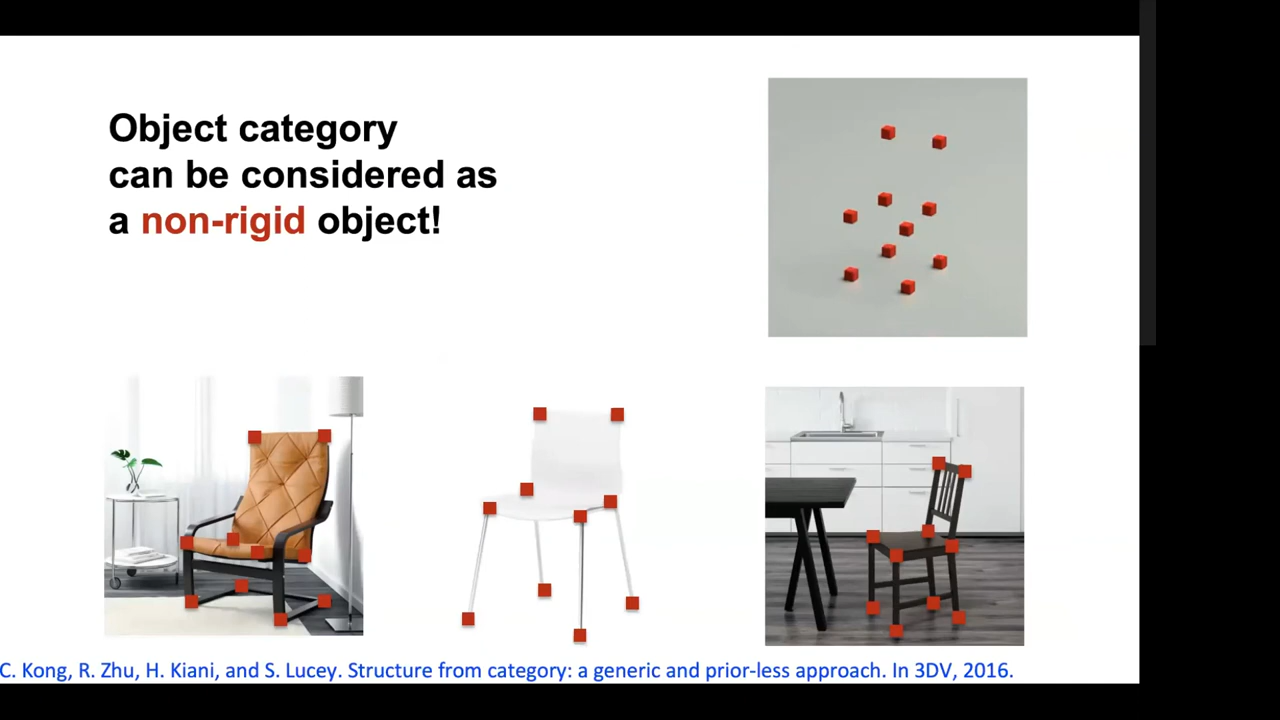 Object category
can be considered as
a non-rigid object!
C. Kong, R. Zhu, H. Kiani, and S. Lucey. Structure from category: a generic and prior-less approach. In 3DV, 2016.